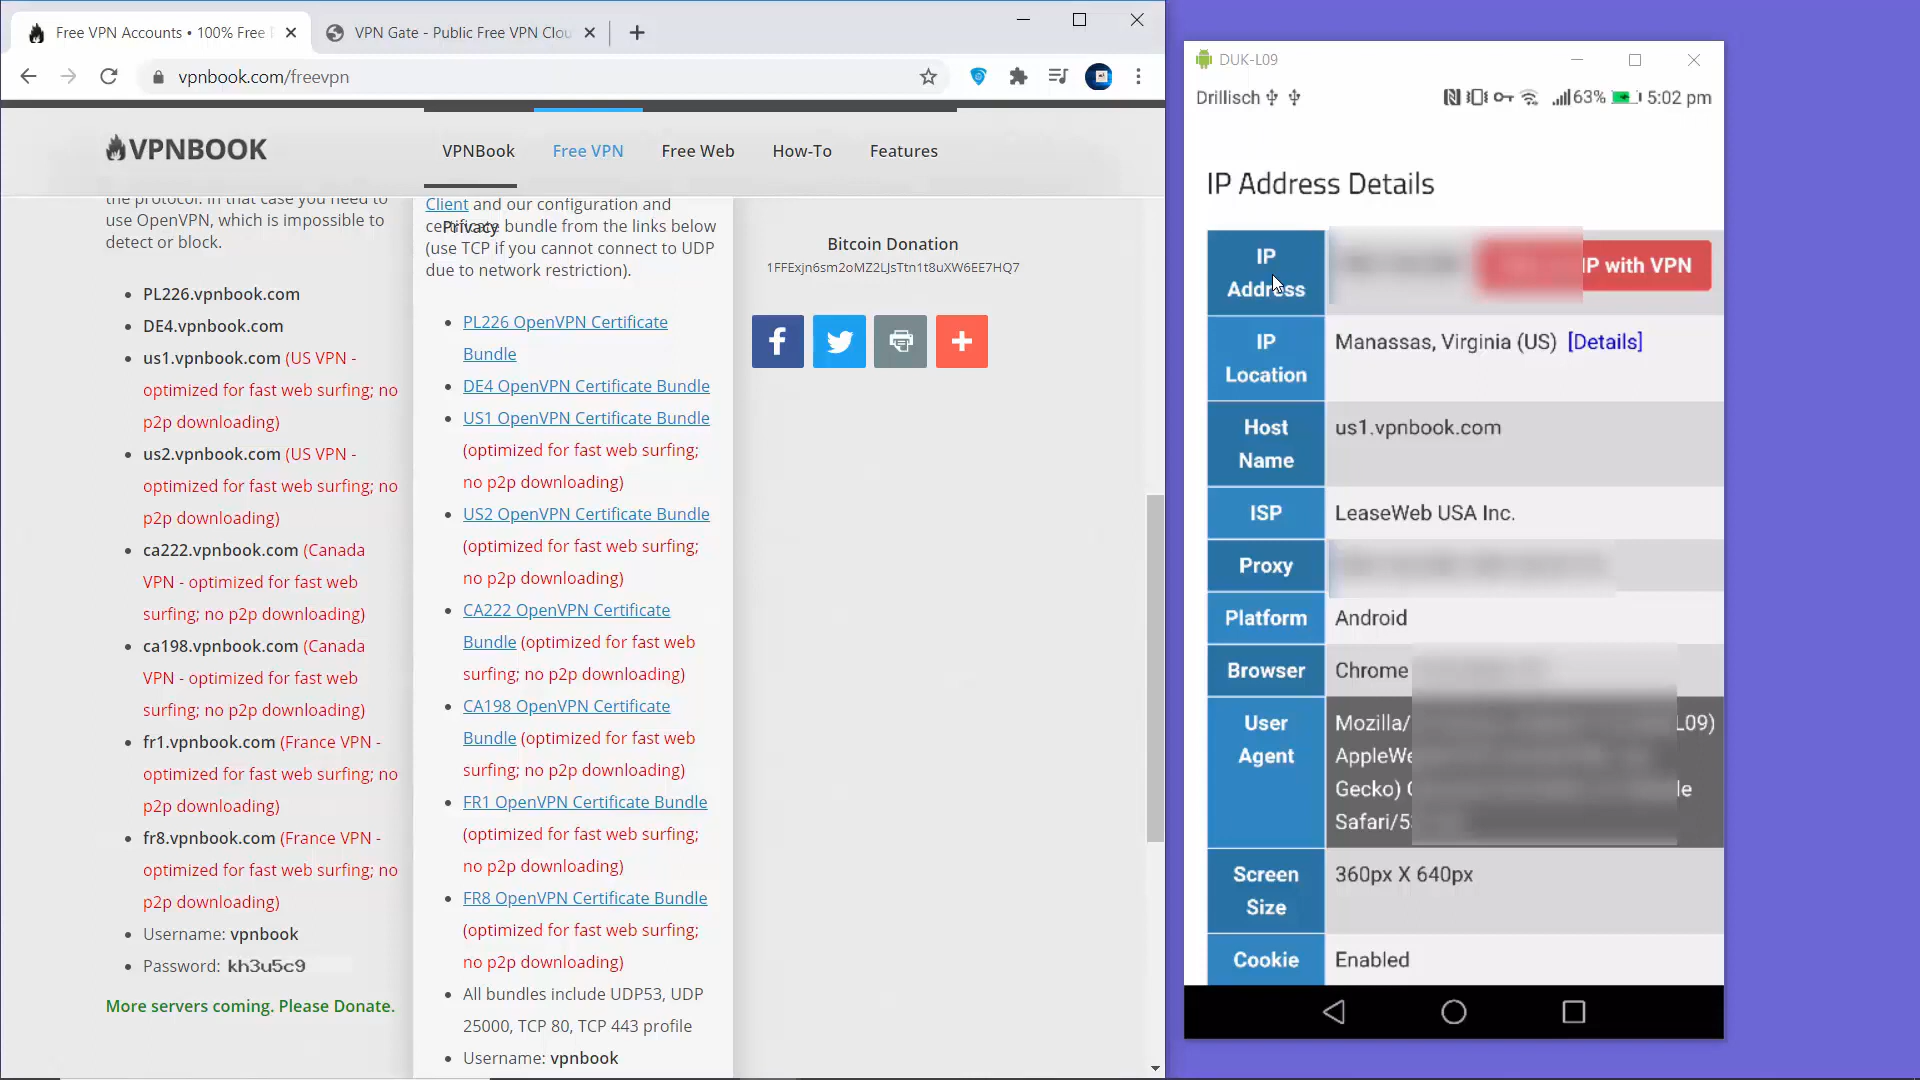 Free VPN Accounts • 100% Free
VPN Gate - Public Free VPN Clou
vpnbook.com/freevpn
VPNBOOK
VPNBook
Free VPN
Free Web
How-To
Features
Privacy
the protocol. In that case you need to
use OpenVPN, which is impossible to
detect or block.
PL226.vpnbook.com
DE4.vpnbook.com
us1.vpnbook.com (US VPN -
optimized for fast web surfing; no
p2p downloading)
us2.vpnbook.com (US VPN -
optimized for fast web surfing; no
p2p downloading)
ca222.vpnbook.com (Canada
VPN - optimized for fast web
surfing; no p2p downloading)
ca198.vpnbook.com (Canada
VPN - optimized for fast web
surfing; no p2p downloading)
fr1.vpnbook.com (France VPN -
optimized for fast web surfing; no
p2p downloading)
fr8.vpnbook.com (France VPN -
optimized for fast web surfing; no
p2p downloading)
Username: vpnbook
Password: kh3u5c9
More servers coming. Please Donate.
Client and our configuration and
certificate bundle from the links below
(use TCP if you cannot connect to UDP
due to network restriction).
PL226 OpenVPN Certificate
Bundle
DE4 OpenVPN Certificate Bundle
US1 OpenVPN Certificate Bundle
(optimized for fast web surfing;
no p2p downloading)
US2 OpenVPN Certificate Bundle
(optimized for fast web surfing;
no p2p downloading)
CA222 OpenVPN Certificate
Bundle (optimized for fast web
surfing; no p2p downloading)
CA198 OpenVPN Certificate
Bundle (optimized for fast web
surfing; no p2p downloading)
FR1 OpenVPN Certificate Bundle
(optimized for fast web surfing;
no p2p downloading)
FR8 OpenVPN Certificate Bundle
(optimized for fast web surfing;
no p2p downloading)
All bundles include UDP53, UDP
25000, TCP 80, TCP 443 profile
Username: vpnbook
Bitcoin Donation
1FFExjn6sm2oMZ2LJsTtn1t8uXW6EE7HQ7
DUK-L09
Drillisch
63%
5:02 pm
IP Address Details
IP
Address
IP with VPN
IP
Location
Manassas, Virginia (US) [Details]
Host
Name
us1.vpnbook.com
ISP
LeaseWeb USA Inc.
Proxy
Platform
Android
Browser
Chrome
User
Agent
Mozilla/ L09)
AppleWe
Gecko) le
Safari/5
Screen
Size
360px X 640px
Cookie
Enabled